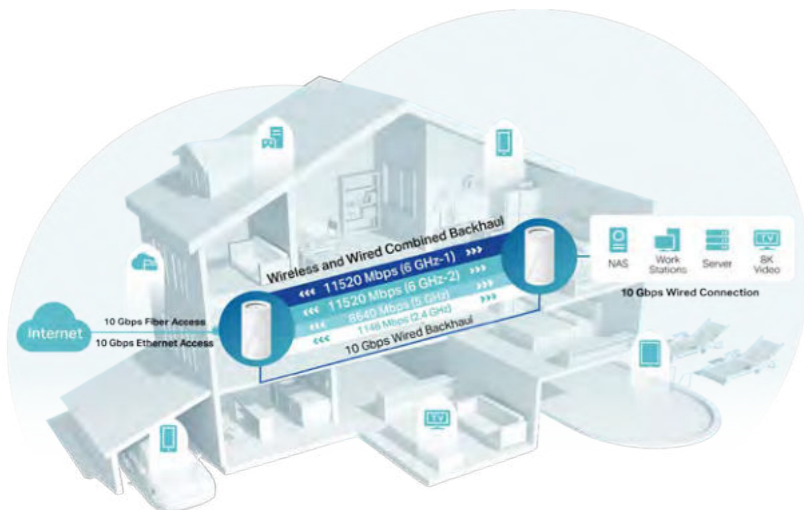 Wireless and Wired Combined Backhaul
11520 Mbps (6 GHz-1)
11520 Mbps (6 GHz-2)
8640 Mbps (5 GHz)
1148 Mbps (2.4 GHz)
10 Gbps Wired Backhaul
Internet
10 Gbps Fiber Access
10 Gbps Ethernet Access
NAS
Work
Stations
Server
TV
8K
Video
10 Gbps Wired Connection
TV